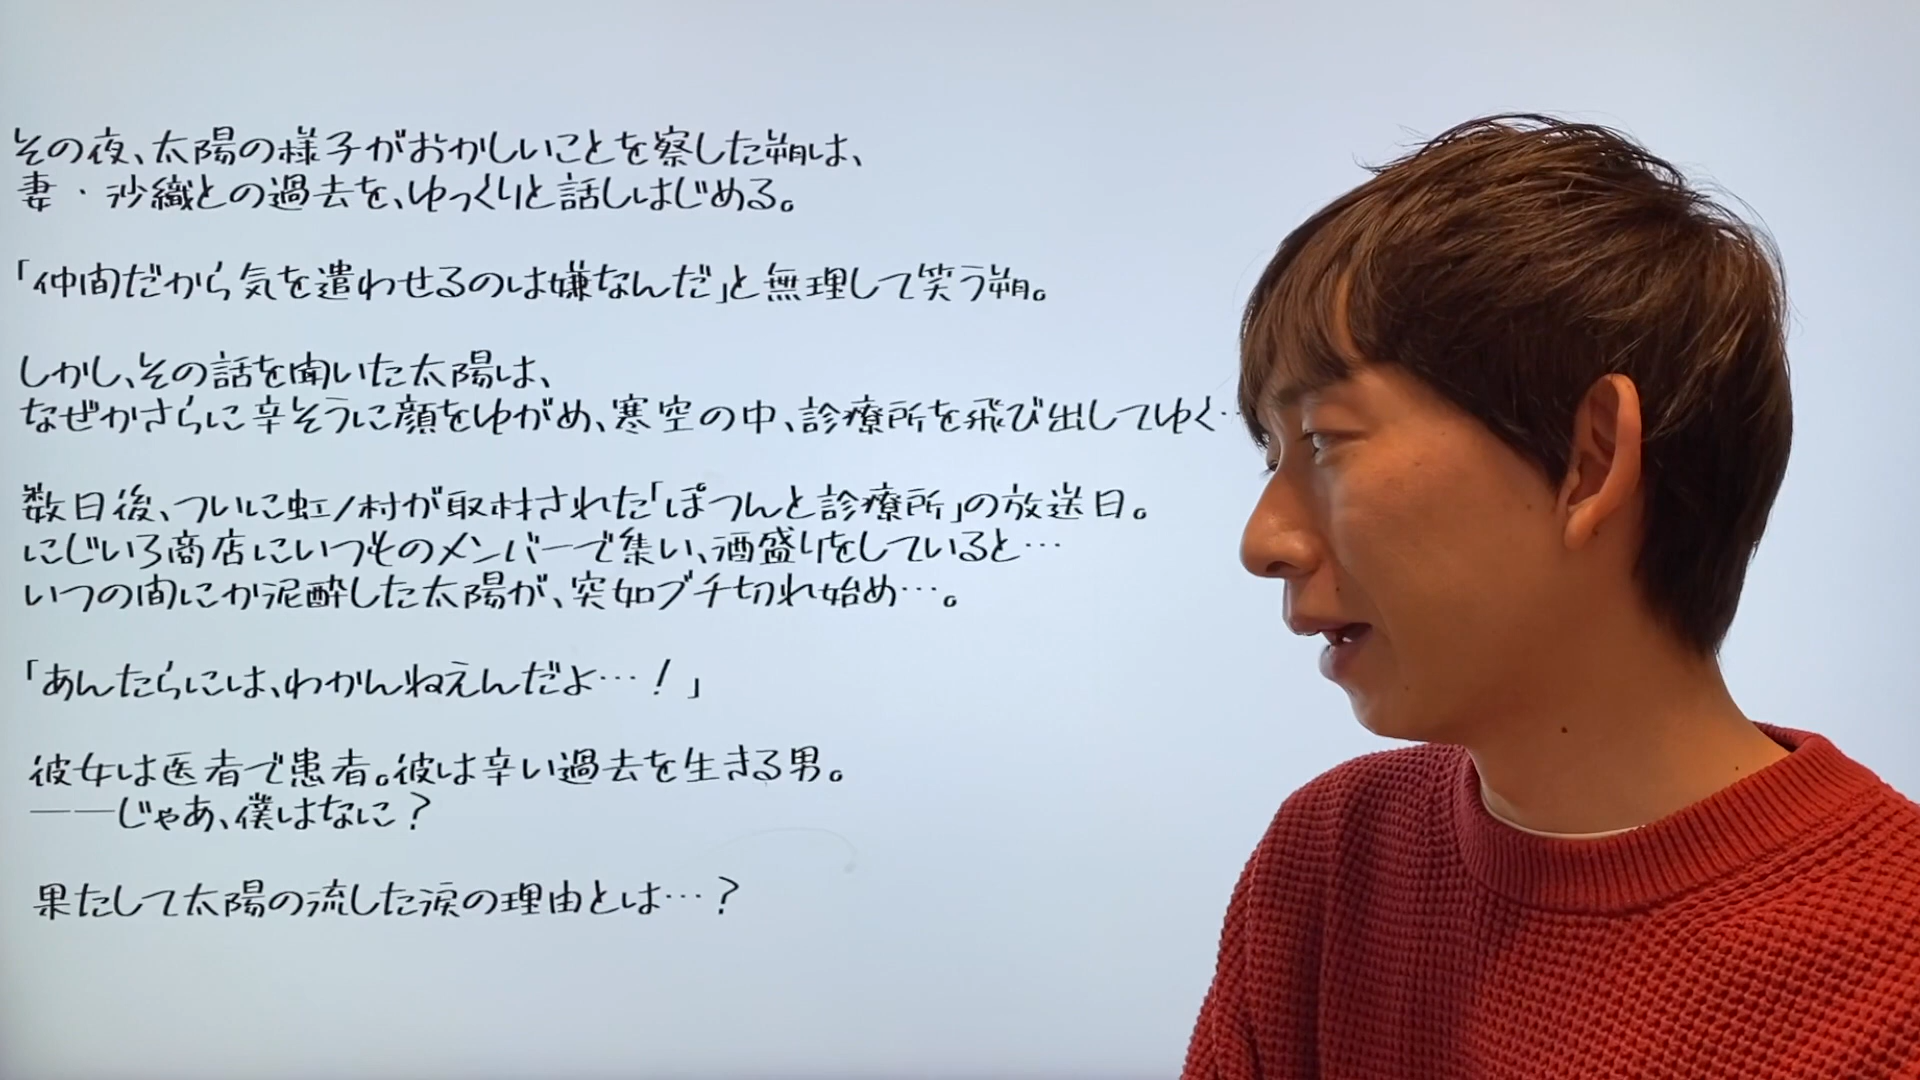 その夜、太陽の様子がおかしいことを察した朔は、
妻・沙織との過去を、ゆっくりと話しはじめる。
「仲間だから気を遣わせるのは嫌なんだ」と無理して笑う朔。
しかし、その話を聞いた太陽は、
なぜかさらに辛そうに顔をゆがめ、寒空の中、診療所を飛び出してゆく…
数日後、ついに虹ノ村が取材された「ぽつんと診療所」の放送日。
にじいろ商店にいつものメンバーで集い、酒盛りをしていると…
いつの間にか泥酔した太陽が、突如ブチ切れ始め…。
「あんたらには、わかんねえんだよ…！」
彼女は医者で患者。彼は辛い過去を生きる男。
――じゃあ、僕はなに？
果たして太陽の流した涙の理由とは…？